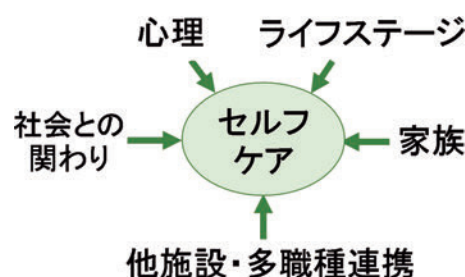 心理
ライフステージ
社会との
関わり
セルフ
ケア
家族
他施設・多職種連携